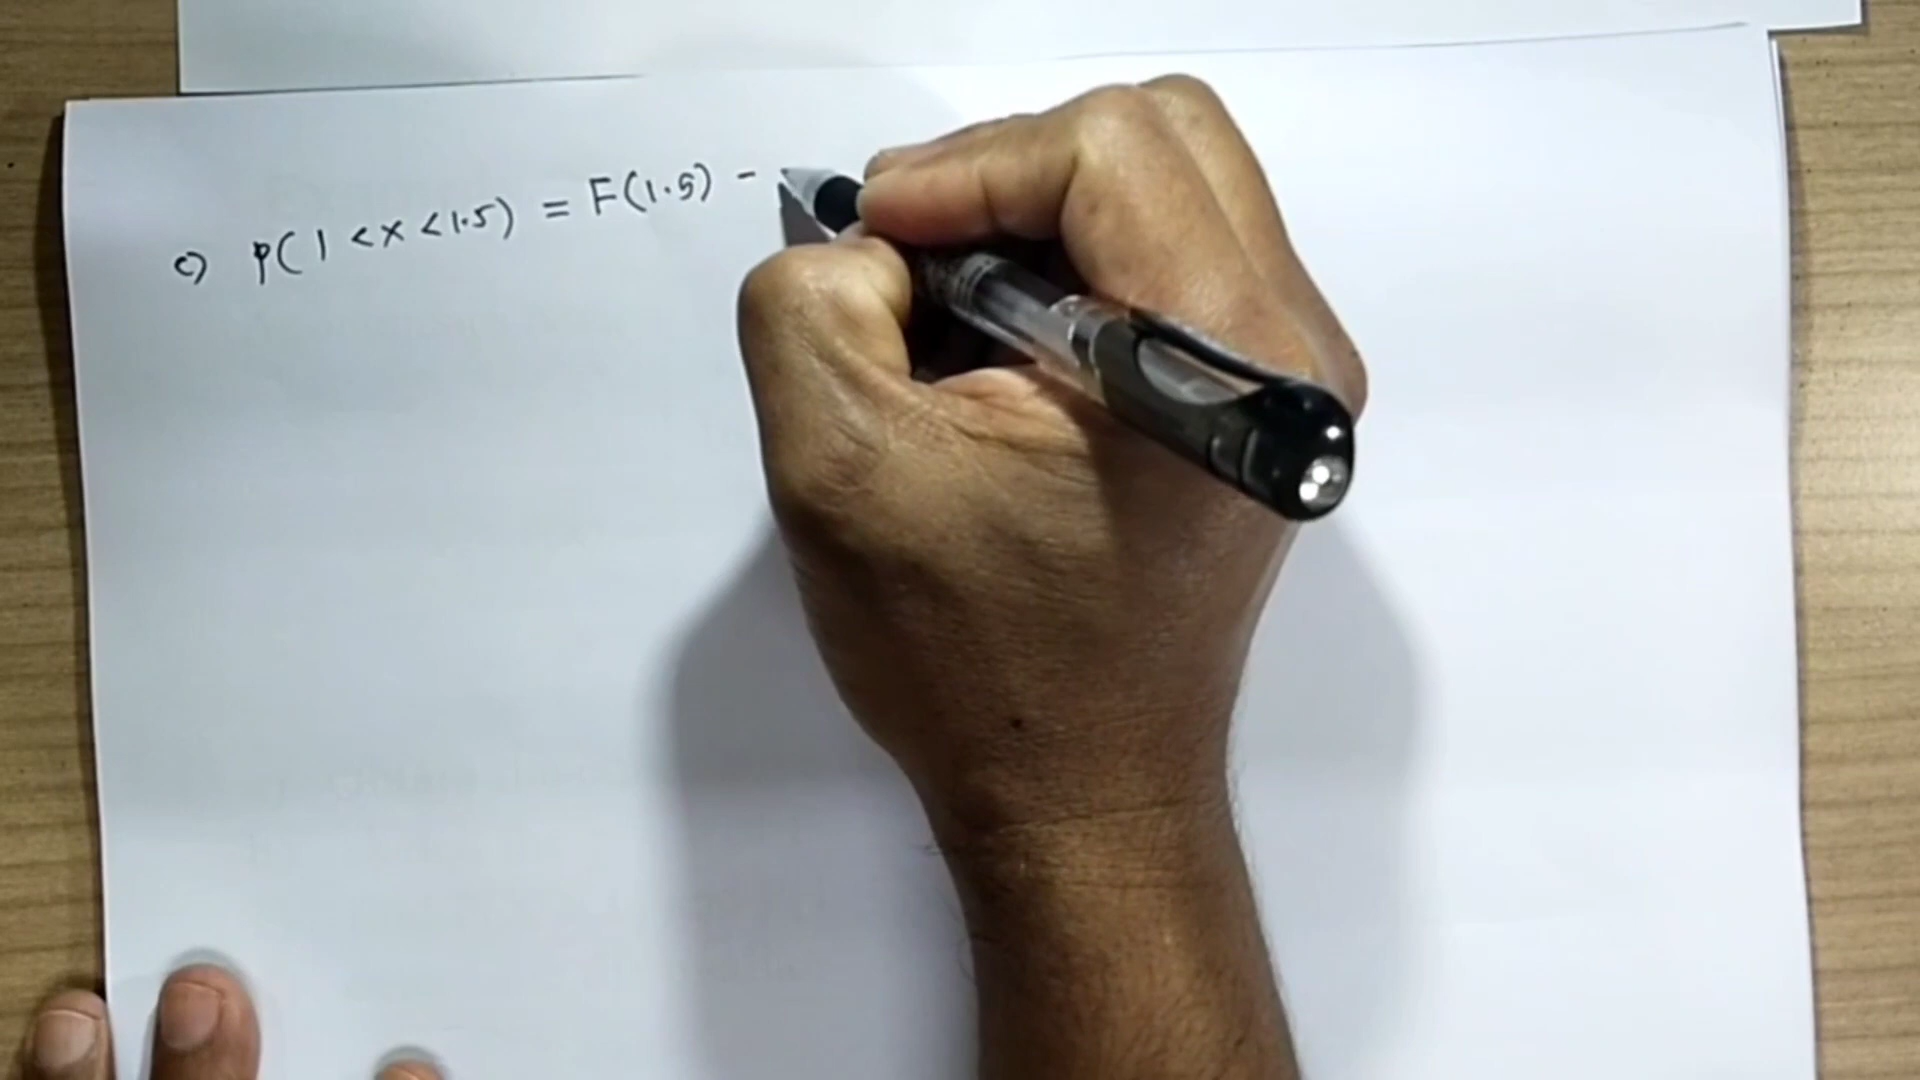 c) P( 1 < x < 1.5) = F(1.5) -